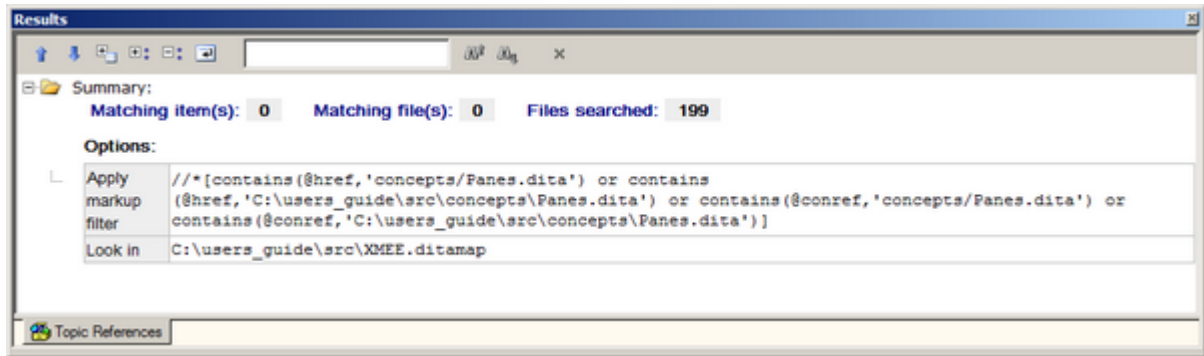 Results
Summary:
Matching item(s): 0 Matching file(s): 0 Files searched: 199
Options:
Apply markup filter
//*[contains(@href,'concepts/Panes.dita') or contains
(@href,'C:\users_guide\src\concepts\Panes.dita') or contains(@conref,'concepts/Panes.dita') or
contains(@conref,'C:\users_guide\src\concepts\Panes.dita')]
Look in C:\users_guide\src\XMEE.ditamap
Topic References